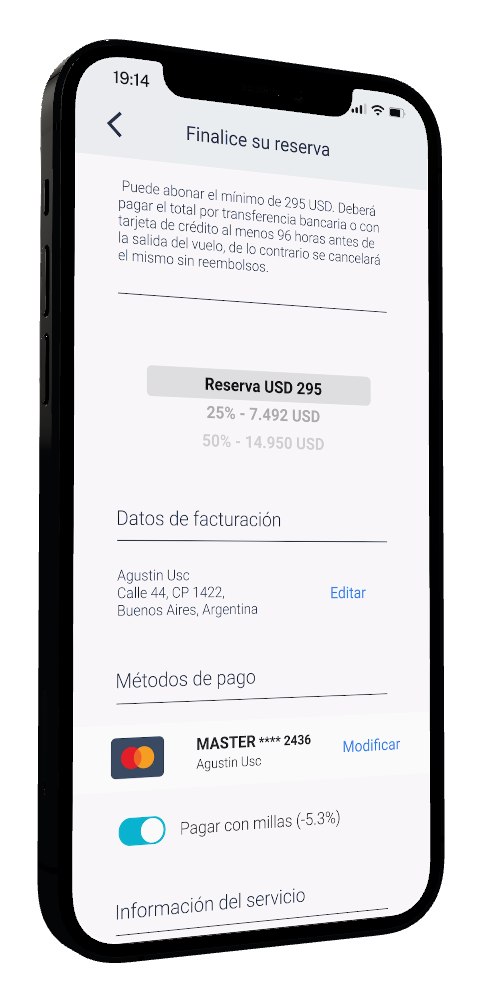 19:14
Finalice su reserva
Puede abonar el mínimo de 295 USD. Deberá
pagar el total por transferencia bancaria o con
tarjeta de crédito al menos 96 horas antes de
la salida del vuelo, de lo contrario se cancelará
el mismo sin reembolsos.
Reserva USD 295
25% - 7.492 USD
50% - 14.950 USD
Datos de facturación
Agustin Usc
Calle 44, CP 1422,
Buenos Aires, Argentina
Editar
Métodos de pago
MASTER **** 2436
Agustin Usc
Modificar
Pagar con millas (-5.3%)
Información del servicio